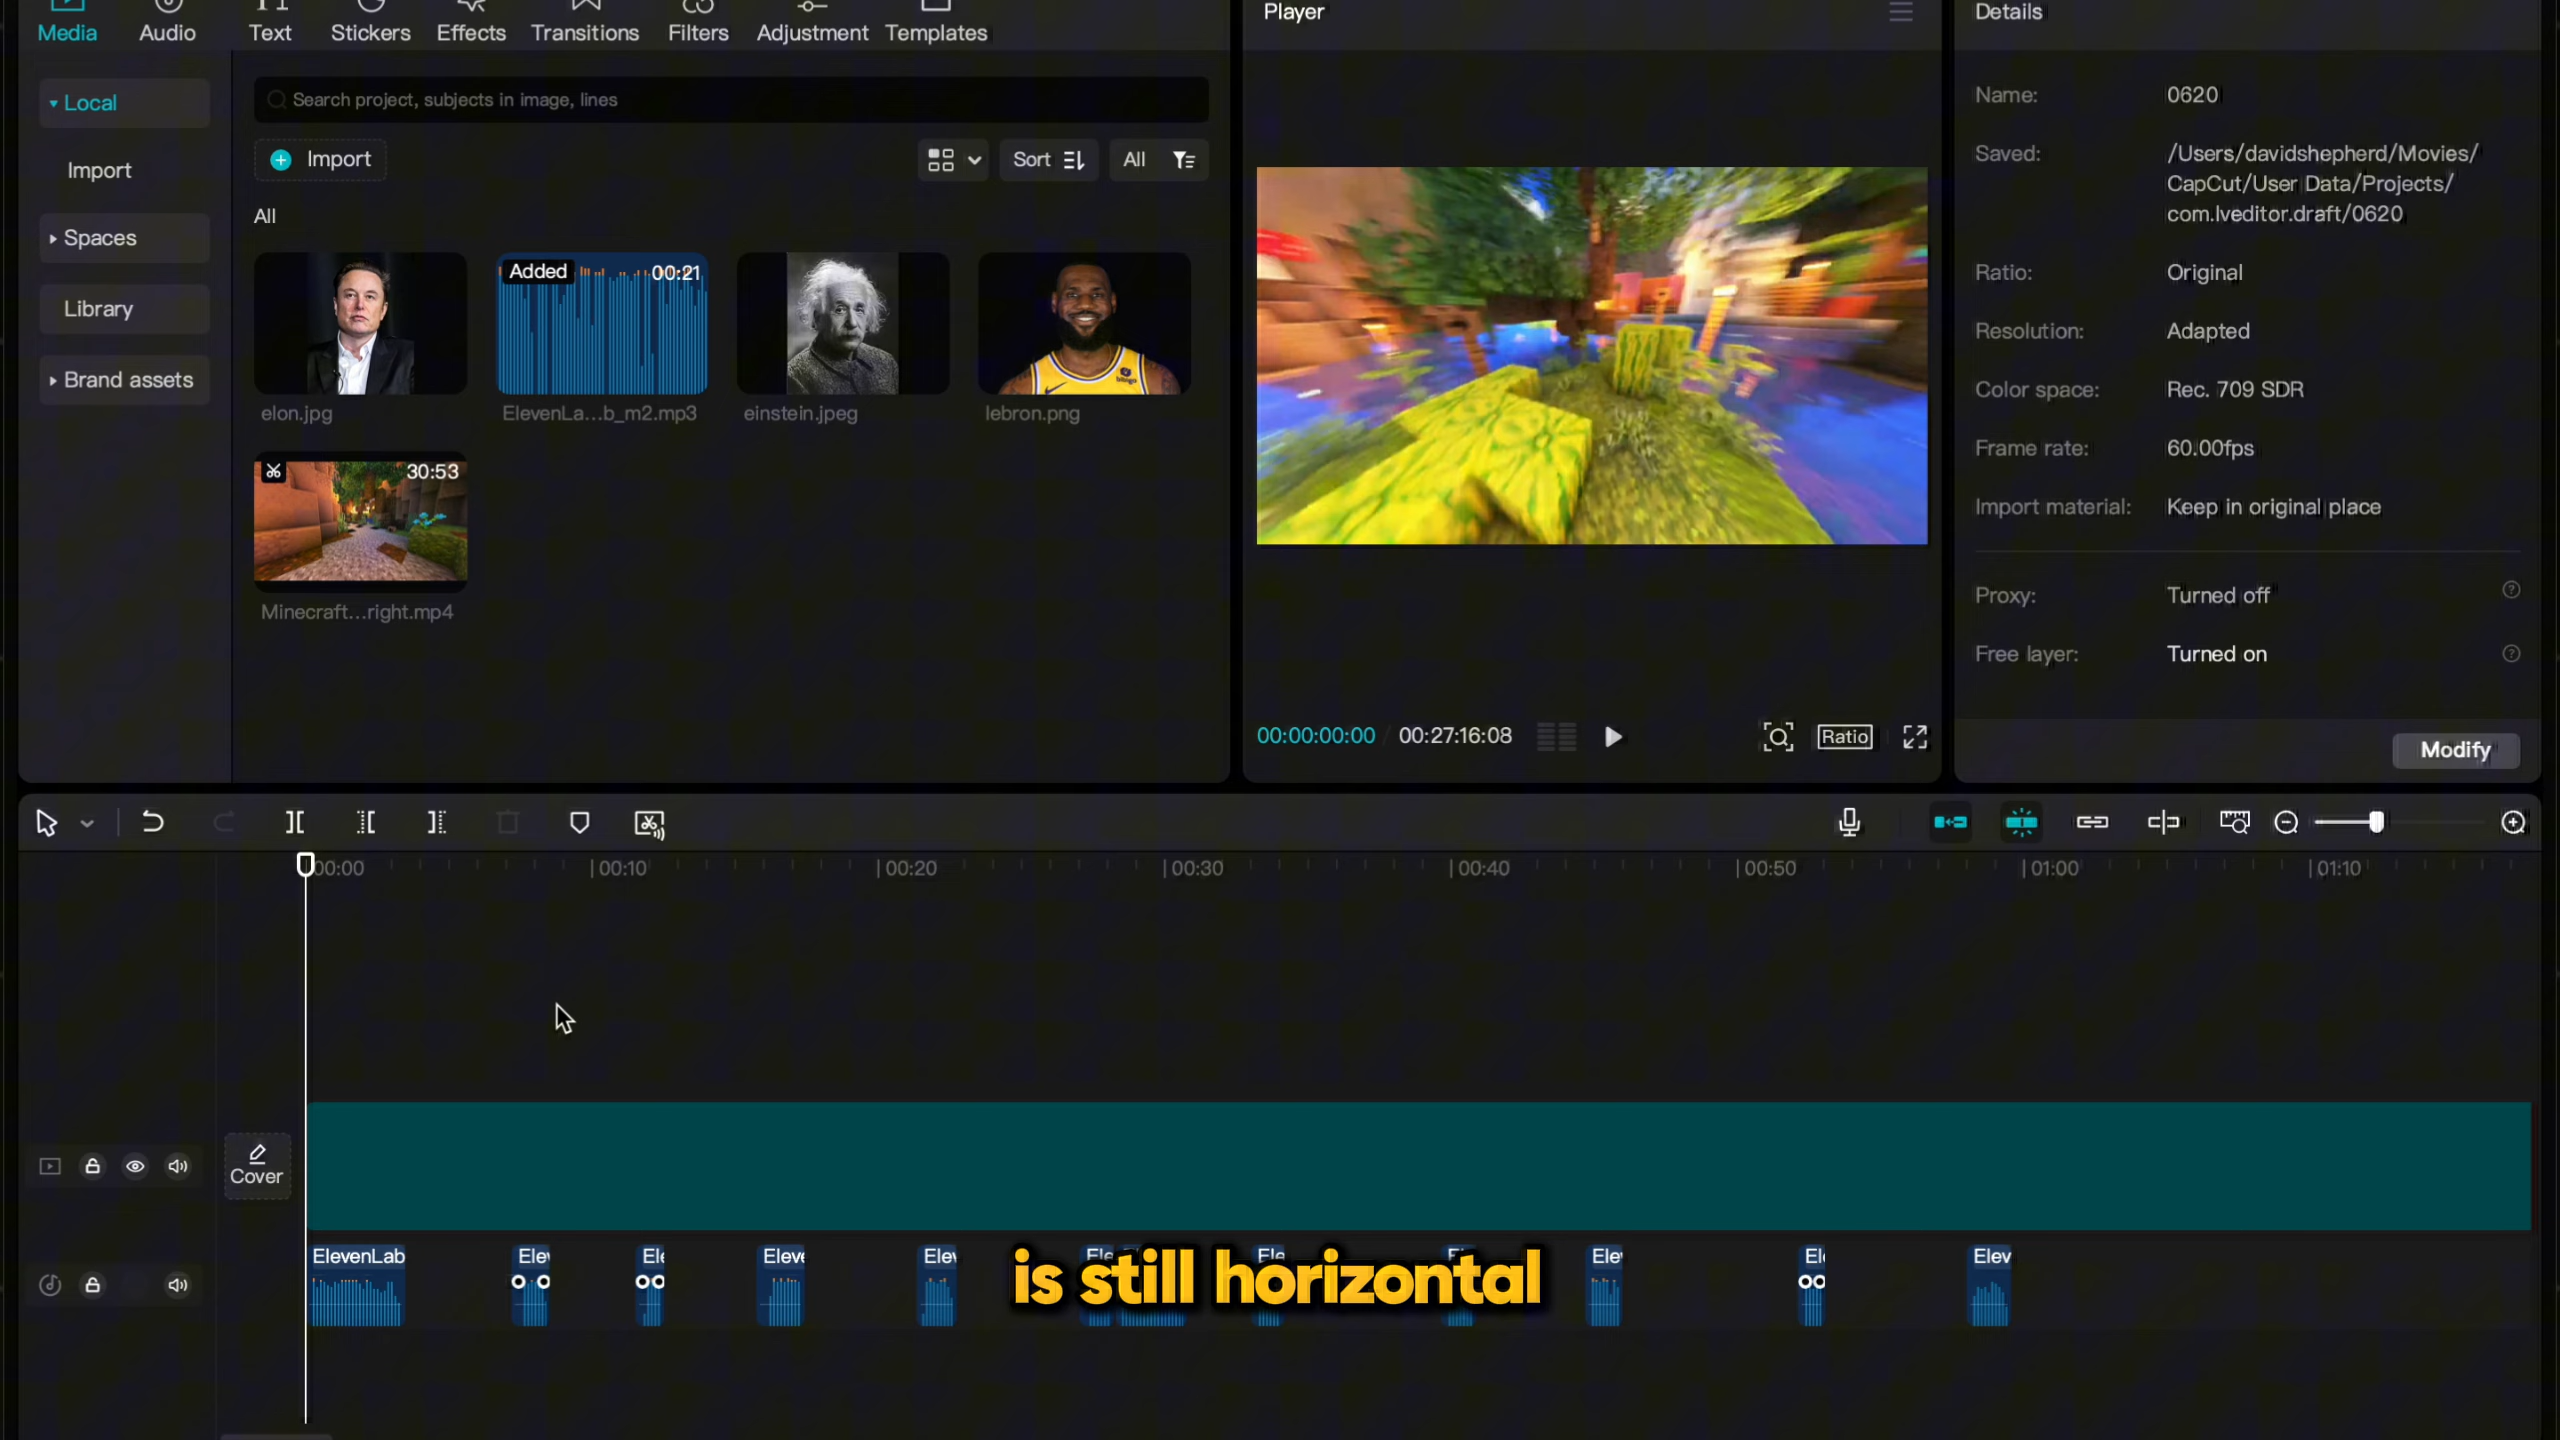 Media Audio Text Stickers Effects Transitions Filters Adjustment Templates
Local
Import
Spaces
Library
Brand assets
Search project, subjects in image, lines
Import
Sort
All
All
Added 00:21
elon.jpg
ElevenLa...b_m2.mp3
einstein.jpeg
lebron.png
30:53
Minecraft...right.mp4
Player
00:00:00:00 / 00:27:16:08
Ratio
Details
Name: 0620
Saved: /Users/davidshepherd/Movies/
CapCut/User Data/Projects/
com.lveditor.draft/0620
Ratio: Original
Resolution: Adapted
Color space: Rec. 709 SDR
Frame rate: 60.00fps
Import material: Keep in original place
Proxy: Turned off
Free layer: Turned on
Modify
00:00 00:10 00:20 00:30 00:40 00:50 01:00 01:10
Cover
ElevenLab Elev Ele Eleve Elev Ele Ele El Elev Ele Elev
is still horizontal